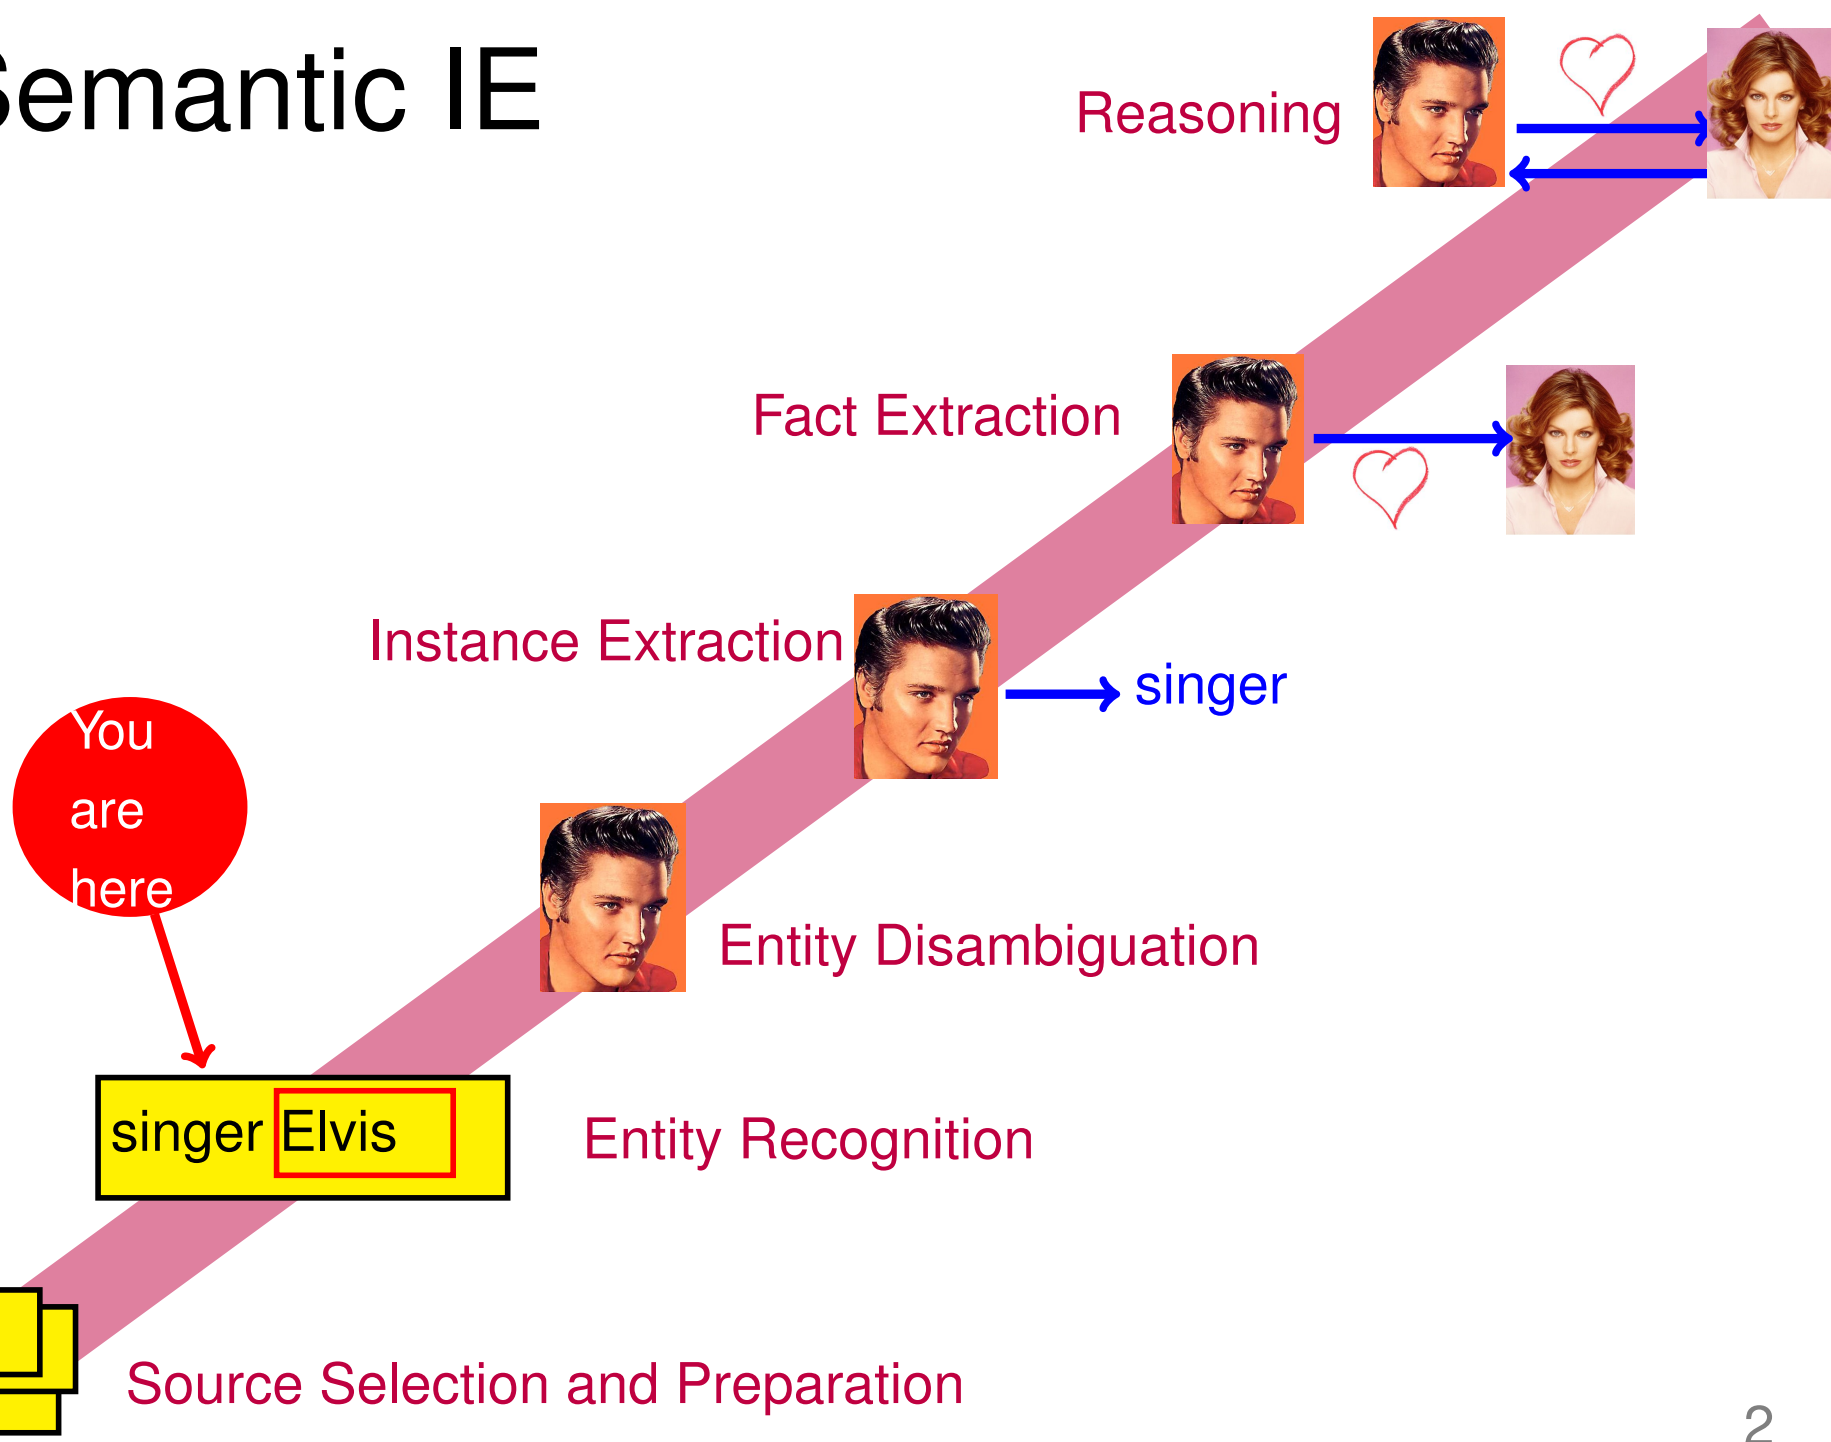 Semantic IE
Reasoning
Fact Extraction
Instance Extraction
singer
You
are
here
Entity Disambiguation
singer Elvis
Entity Recognition
Source Selection and Preparation
2